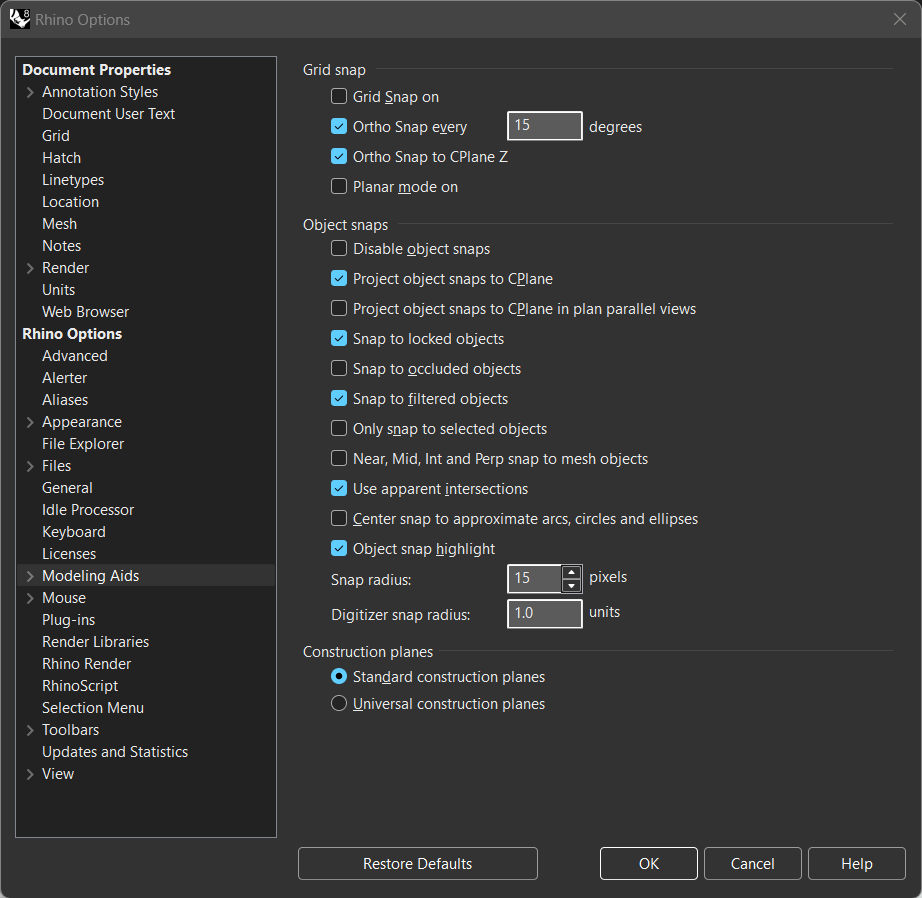 8
Rhino Options
Document Properties
Annotation Styles
Document User Text
Grid
Hatch
Linetypes
Location
Mesh
Notes
Render
Units
Web Browser
Rhino Options
Advanced
Alerter
Aliases
Appearance
File Explorer
Files
General
Idle Processor
Keyboard
Licenses
Modeling Aids
Mouse
Plug-ins
Render Libraries
Rhino Render
RhinoScript
Selection Menu
Toolbars
Updates and Statistics
View
Grid snap
Grid Snap on
Ortho Snap every 15 degrees
Ortho Snap to CPlane Z
Planar mode on
Object snaps
Disable object snaps
Project object snaps to CPlane
Project object snaps to CPlane in plan parallel views
Snap to locked objects
Snap to occluded objects
Snap to filtered objects
Only snap to selected objects
Near, Mid, Int and Perp snap to mesh objects
Use apparent intersections
Center snap to approximate arcs, circles and ellipses
Object snap highlight
Snap radius: 15 pixels
Digitizer snap radius: 1.0 units
Construction planes
Standard construction planes
Universal construction planes
Restore Defaults
OK
Cancel
Help